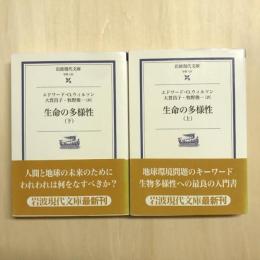 岩波現代文庫
エドワード・O.ウィルソン
大貫昌子・牧野俊一[訳]
生命の多様性
(下)
人間と地球の未来のために
われわれは何をなすべきか?
岩波現代文庫最新刊
岩波現代文庫
エドワード・O.ウィルソン
大貫昌子・牧野俊一[訳]
生命の多様性
(上)
地球環境問題のキーワード
生物多様性への最良の入門書
岩波現代文庫最新刊